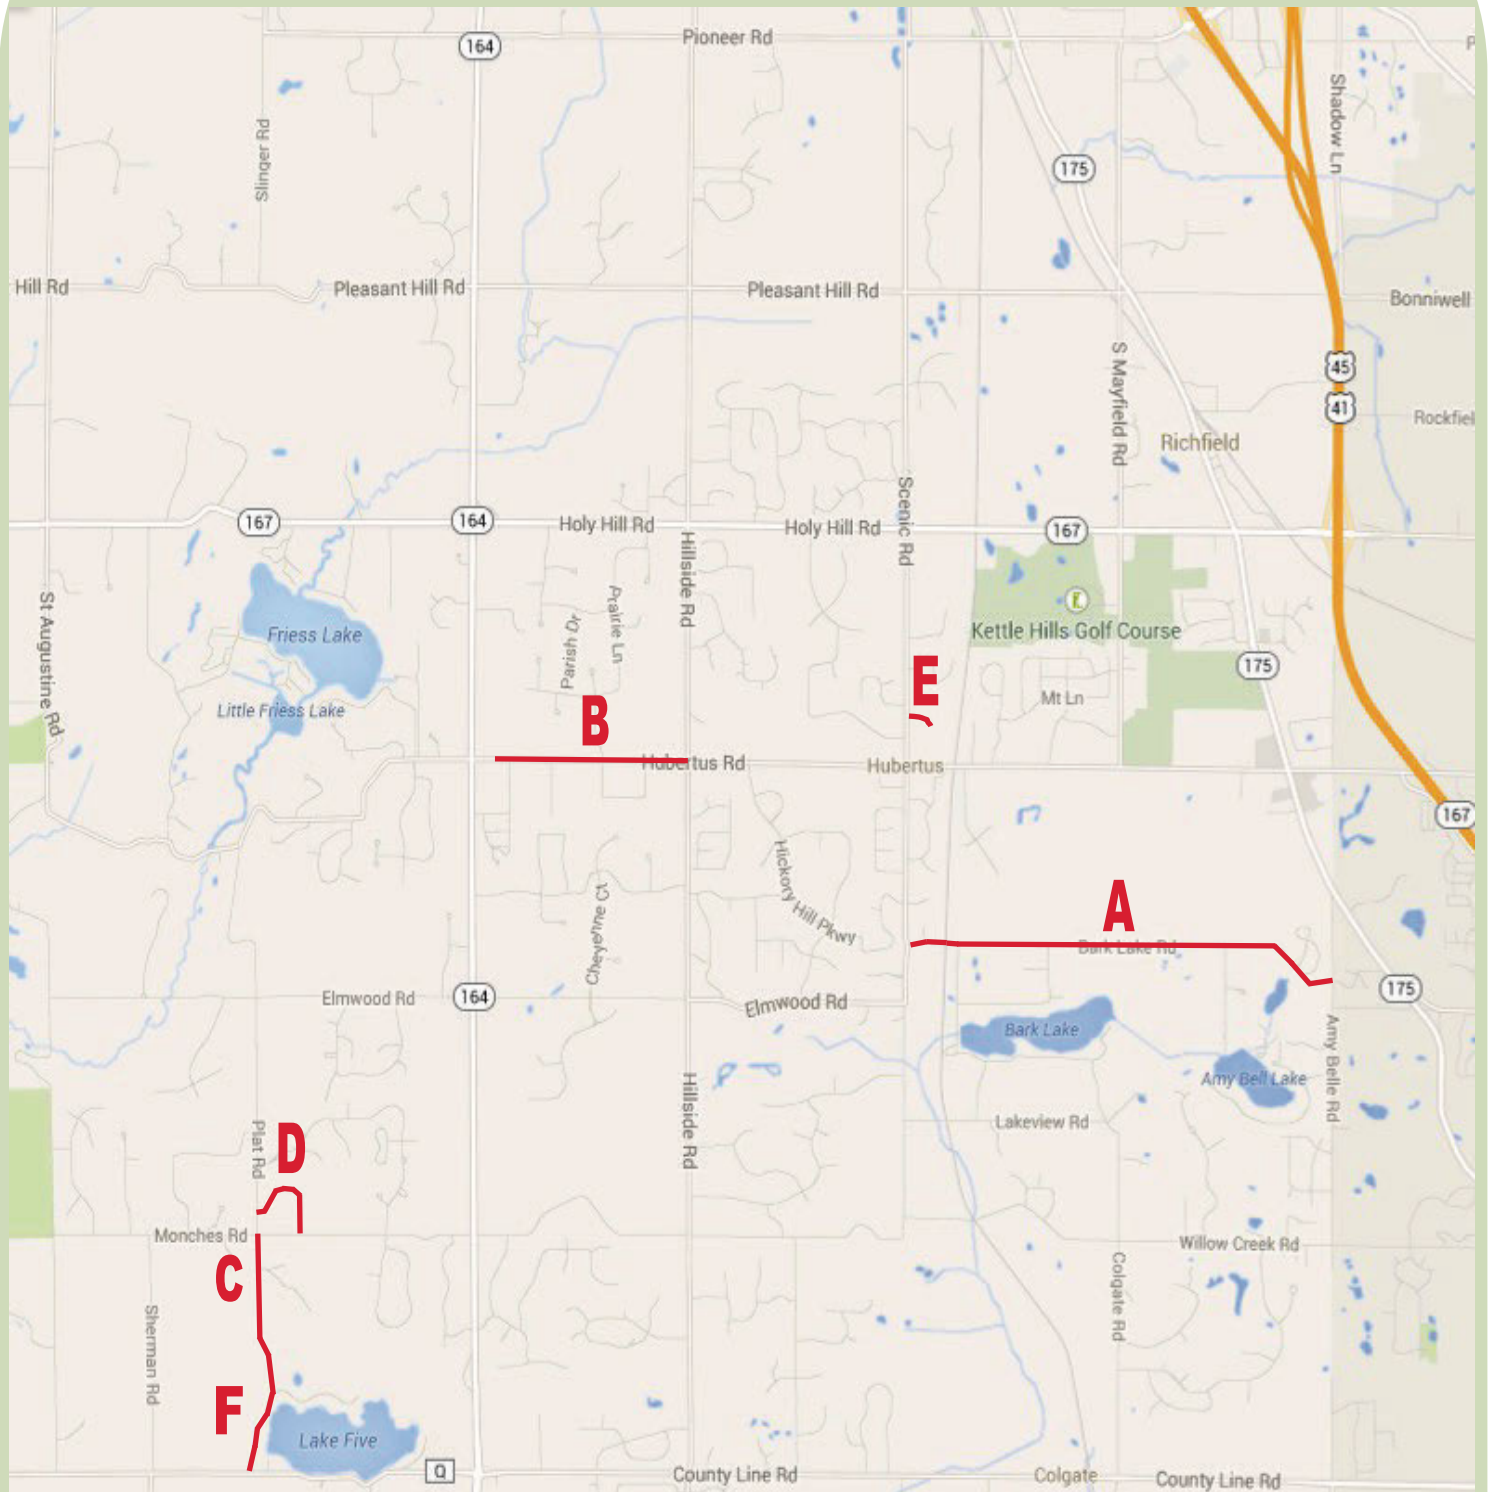 Pioneer Rd
164
P
Slinger Rd
Shadow Ln
175
Hill Rd
Pleasant Hill Rd
Pleasant Hill Rd
Bonniwell
45
41
S Mayfield Rd
Rockfiel
Richfield
Scenic Rd
167
164
Holy Hill Rd
Holy Hill Rd
167
Hillside Rd
St Augustine Rd
Friess Lake
Parish Dr
Prairie Ln
Kettle Hills Golf Course
175
E
Mt Ln
Little Friess Lake
B
Hubertus Rd
Hubertus
167
Hickory Hill Pkwy
Cheyenne Ct
A
Bark Lake Rd
Elmwood Rd
164
Elmwood Rd
175
Bark Lake
Amy Belle Rd
Amy Bell Lake
Hillside Rd
Lakeview Rd
Plat Rd
D
Monches Rd
Willow Creek Rd
C
Colgate Rd
Sherman Rd
F
Lake Five
Q
County Line Rd
Colgate
County Line Rd